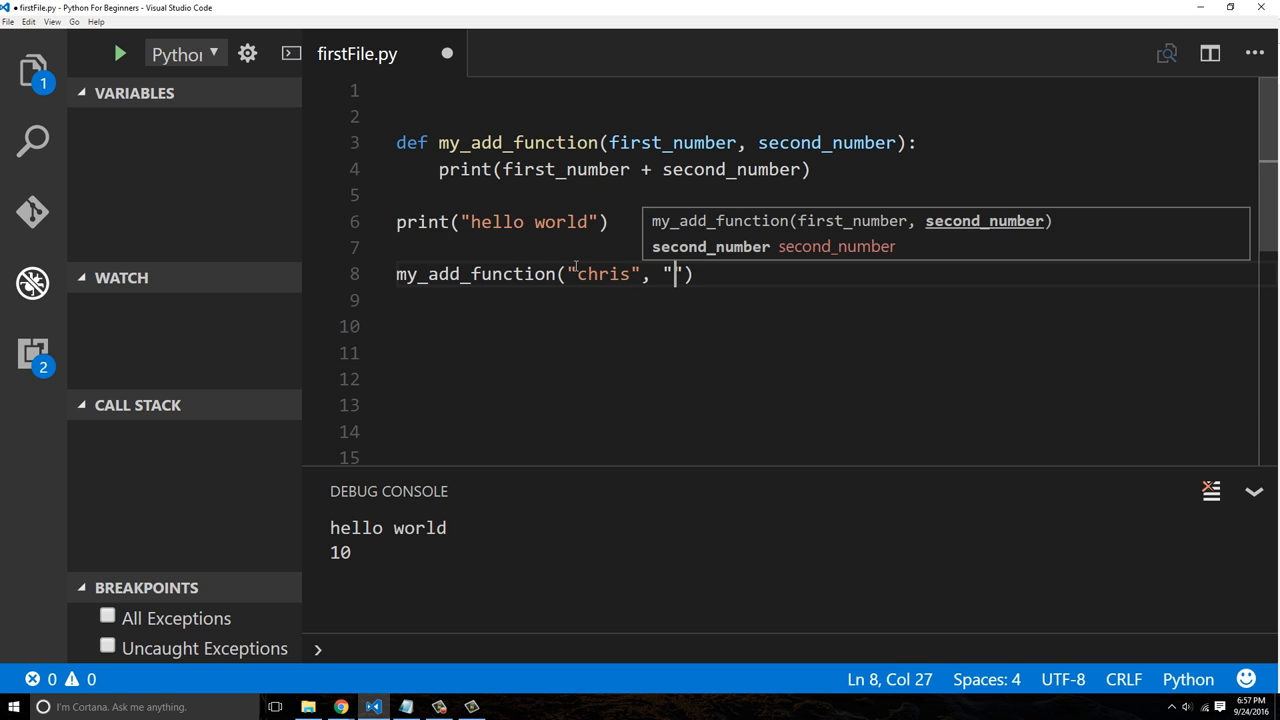 ● firstFile.py - Python For Beginners - Visual Studio Code
File Edit View Go Help
1
Python
firstFile.py
VARIABLES
WATCH
CALL STACK
BREAKPOINTS
All Exceptions
Uncaught Exceptions
2
1
2
3 def my_add_function(first_number, second_number):
4 print(first_number + second_number)
5
6 print("hello world")
my_add_function(first_number, second_number)
7
second_number second_number
8 my_add_function("chris", "")
9
10
11
12
13
14
15
DEBUG CONSOLE
hello world
10
0 0
Ln 8, Col 27 Spaces: 4 UTF-8 CRLF Python
I'm Cortana. Ask me anything.
6:57 PM
9/24/2016